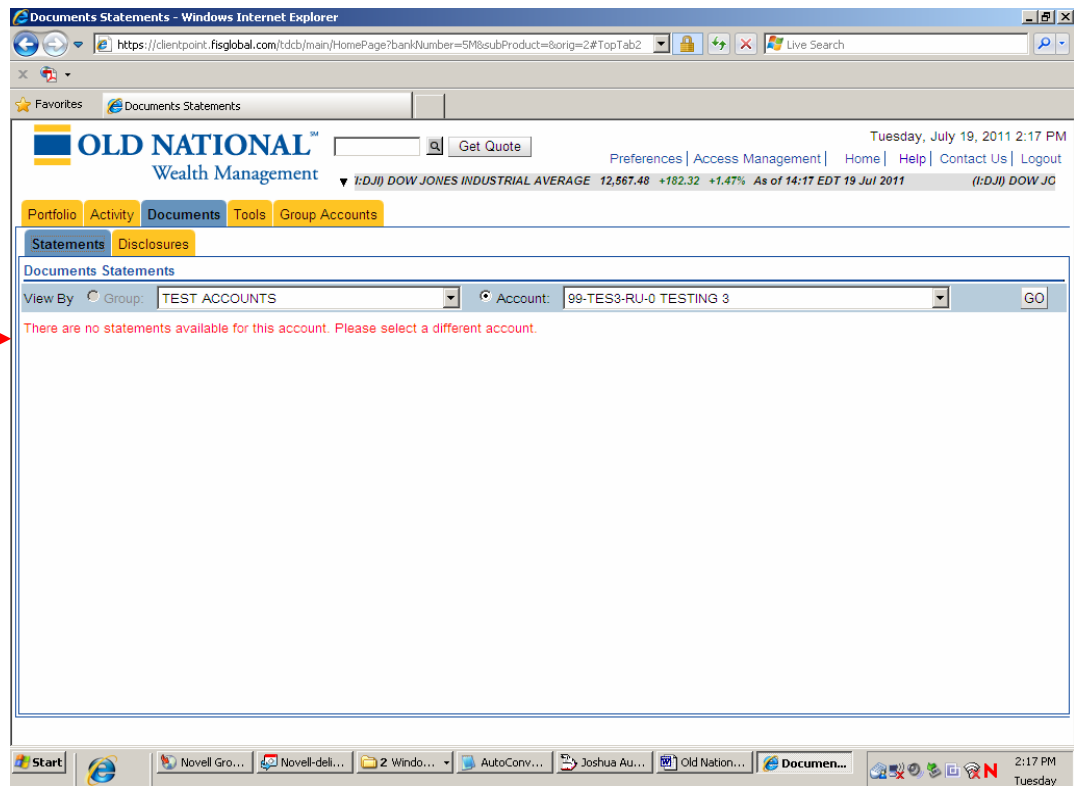 Documents Statements - Windows Internet Explorer
https://clientpoint.fisglobal.com/tdcb/main/HomePage?bankNumber=5M&subProduct=&orig=2#TopTab2 Live Search
Favorites Documents Statements
Tuesday, July 19, 2011 2:17 PM
OLD NATIONAL℠ Get Quote
Preferences | Access Management | Home | Help | Contact Us | Logout
Wealth Management
I:DJI) DOW JONES INDUSTRIAL AVERAGE 12,567.48 +182.32 +1.47% As of 14:17 EDT 19 Jul 2011 (I:DJI) DOW JO
Portfolio Activity Documents Tools Group Accounts
Statements Disclosures
Documents Statements
View By Group: TEST ACCOUNTS Account: 99-TES3-RU-0 TESTING 3 GO
There are no statements available for this account. Please select a different account.
Start Novell Gro... Novell-deli... 2 Windo... AutoConv... Joshua Au... Old Nation... Documen... N 2:17 PM
Tuesday